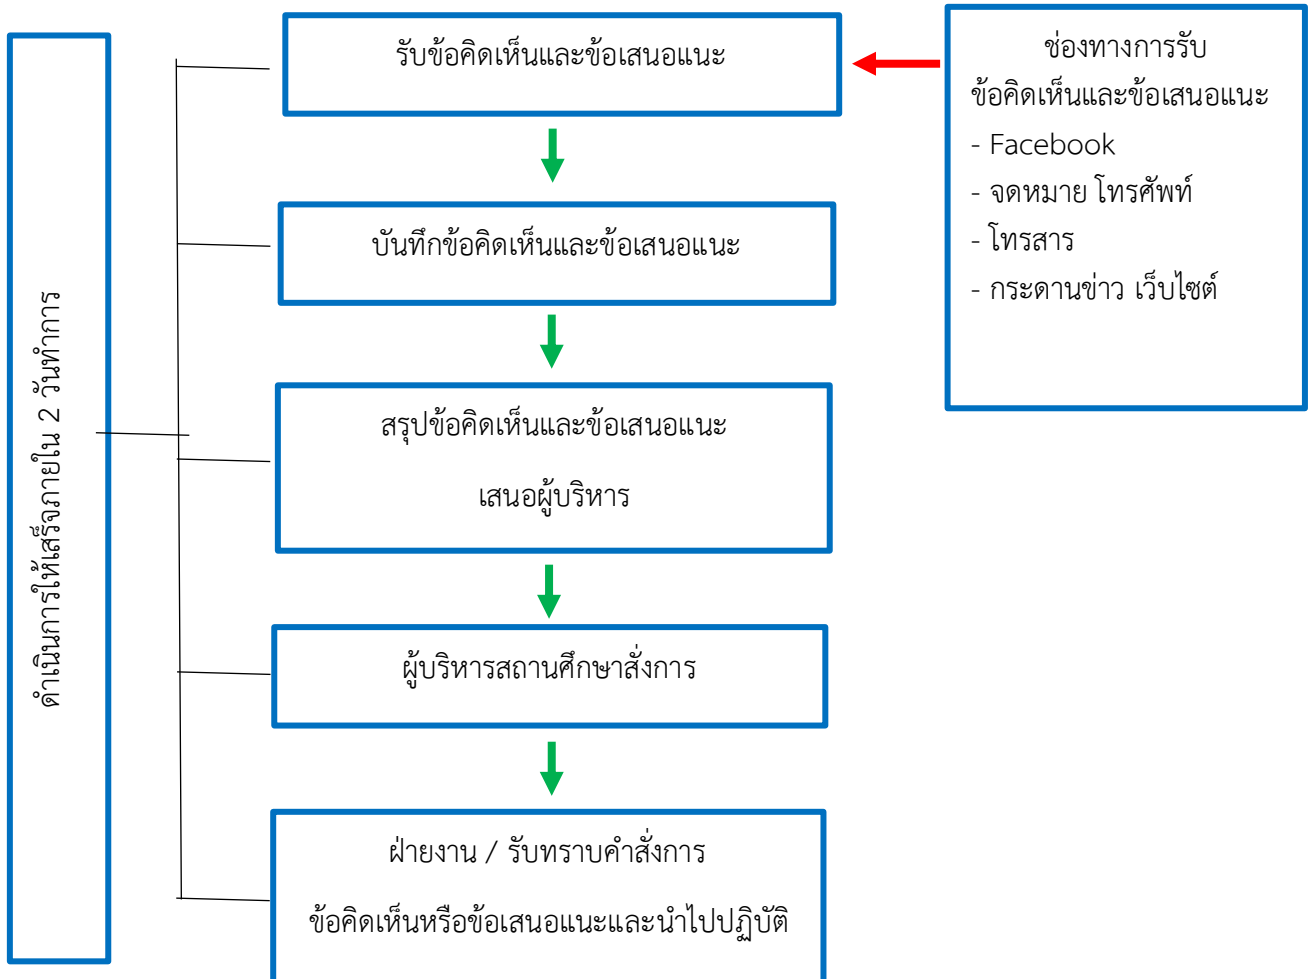 รับข้อคิดเห็นและข้อเสนอแนะ
ช่องทางการรับ
ข้อคิดเห็นและข้อเสนอแนะ
- Facebook
- จดหมาย โทรศัพท์
- โทรสาร
- กระดานข่าว เว็บไซต์
บันทึกข้อคิดเห็นและข้อเสนอแนะ
ดำเนินการให้เสร็จภายใน 2 วันทำการ
สรุปข้อคิดเห็นและข้อเสนอแนะ
เสนอผู้บริหาร
ผู้บริหารสถานศึกษาสั่งการ
ฝ่ายงาน / รับทราบคำสั่งการ
ข้อคิดเห็นหรือข้อเสนอแนะและนำไปปฏิบัติ